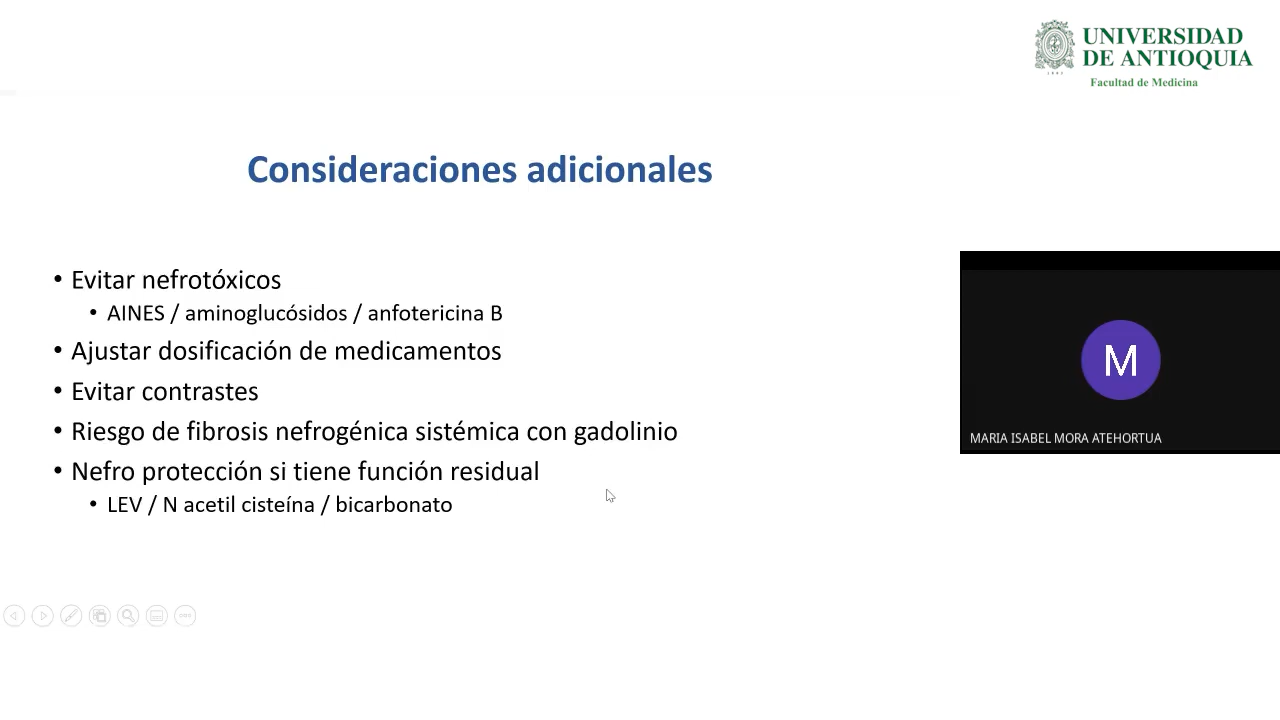 UNIVERSIDAD
DE ANTIOQUIA
1803
Facultad de Medicina
Consideraciones adicionales
• Evitar nefrotóxicos
• AINES / aminoglucósidos / anfotericina B
• Ajustar dosificación de medicamentos
• Evitar contrastes
• Riesgo de fibrosis nefrogénica sistémica con gadolinio
• Nefro protección si tiene función residual
• LEV / N acetil cisteína / bicarbonato
M
MARIA ISABEL MORA ATEHORTUA